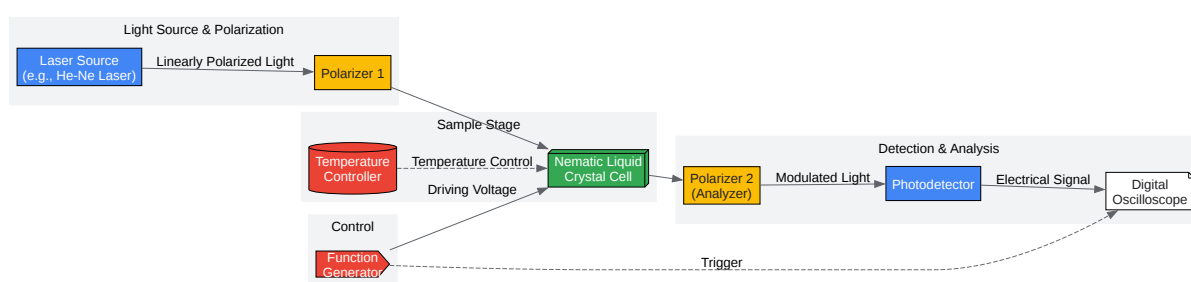 Light Source & Polarization
Laser Source
(e.g., He-Ne Laser)
Linearly Polarized Light
Polarizer 1
Sample Stage
Temperature
Controller
Temperature Control
Nematic Liquid
Crystal Cell
Driving Voltage
Detection & Analysis
Polarizer 2
(Analyzer)
Modulated Light
Photodetector
Electrical Signal
Digital
Oscilloscope
Control
Function
Generator
Trigger